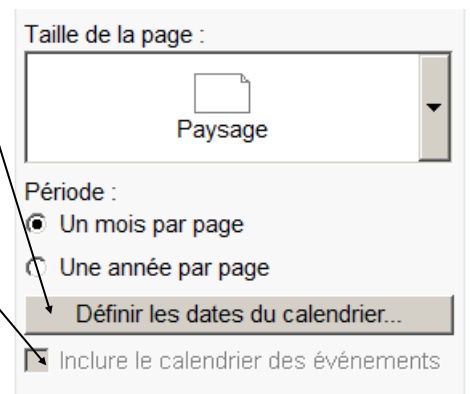 Taille de la page :
Paysage
Période :
Un mois par page
Une année par page
Définir les dates du calendrier...
Inclure le calendrier des événements